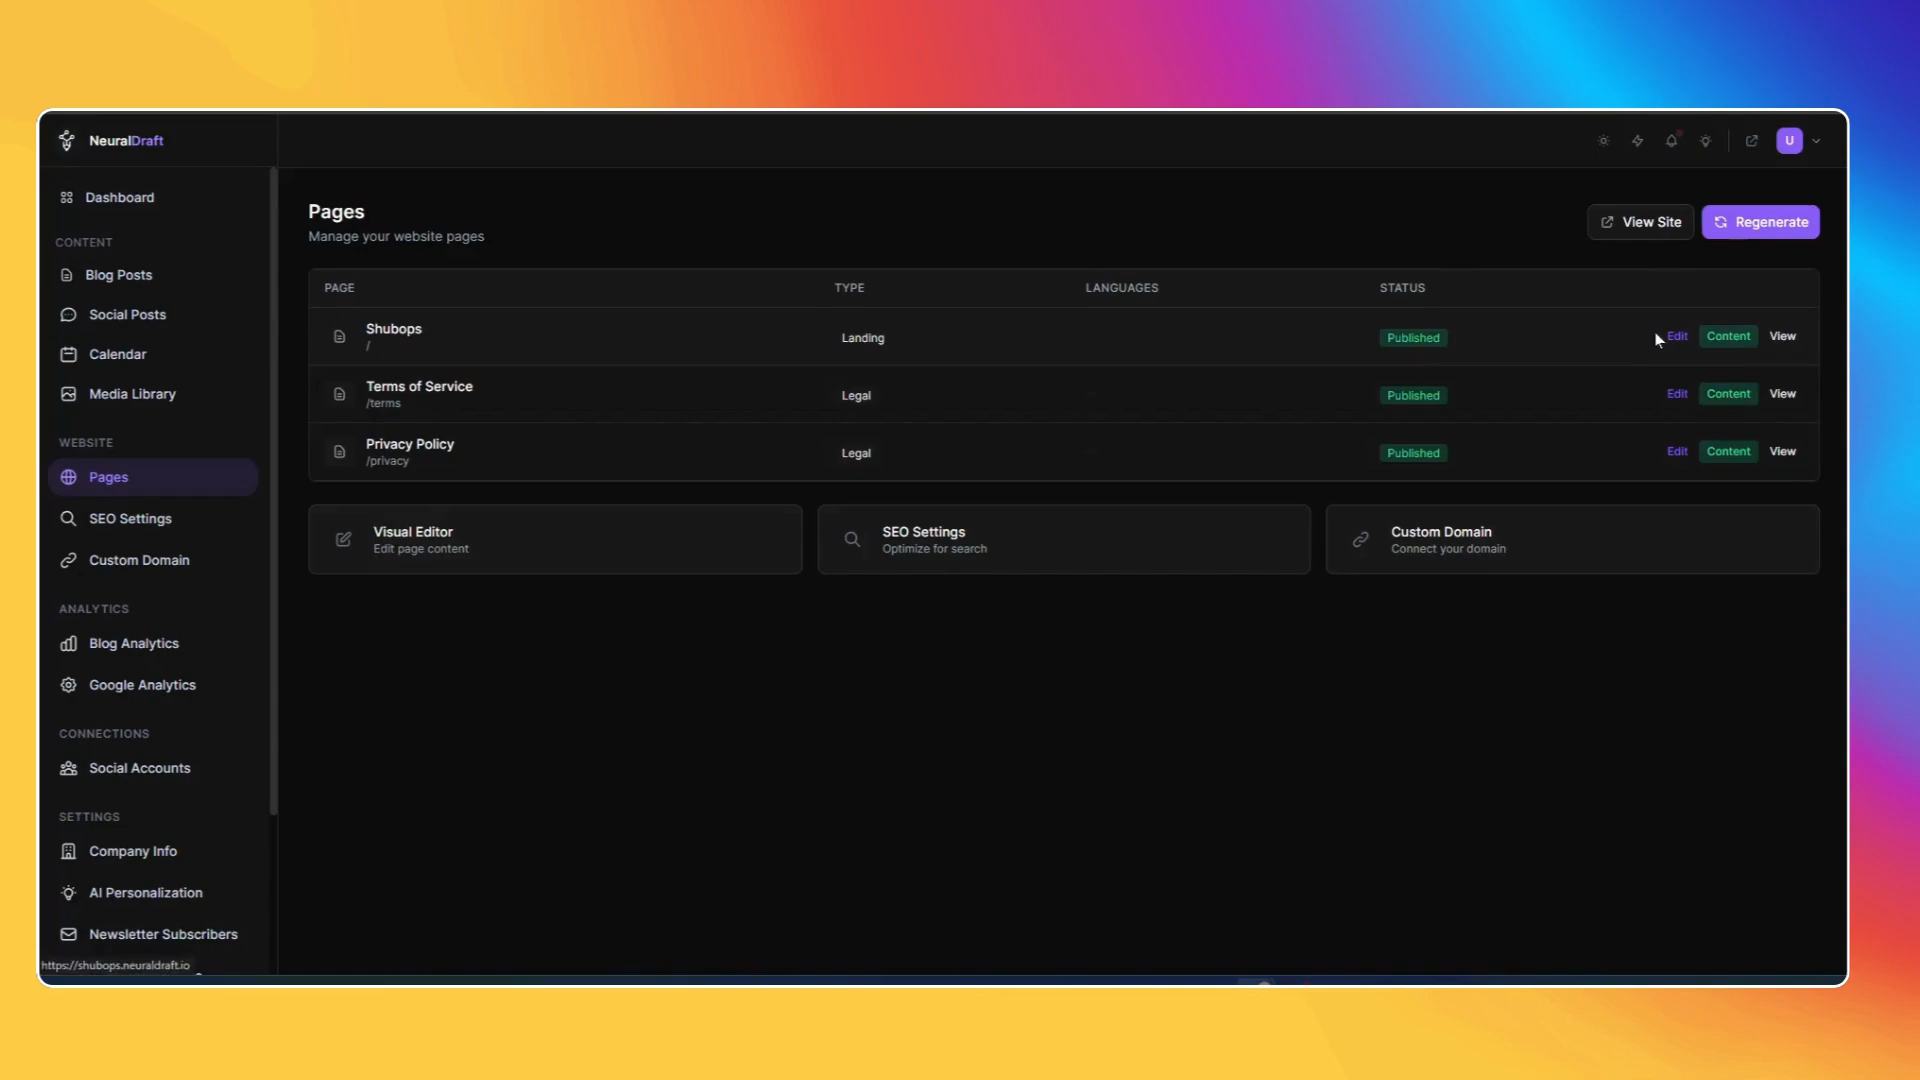 NeuralDraft
U
Dashboard
CONTENT
Blog Posts
Social Posts
Calendar
Media Library
WEBSITE
Pages
SEO Settings
Custom Domain
ANALYTICS
Blog Analytics
Google Analytics
CONNECTIONS
Social Accounts
SETTINGS
Company Info
AI Personalization
Newsletter Subscribers
https://shubops.neuraldraft.io
Pages
Manage your website pages
View Site
Regenerate
PAGE TYPE LANGUAGES STATUS
Shubops
/
Landing Published Edit Content View
Terms of Service
/terms
Legal Published Edit Content View
Privacy Policy
/privacy
Legal Published Edit Content View
Visual Editor
Edit page content
SEO Settings
Optimize for search
Custom Domain
Connect your domain